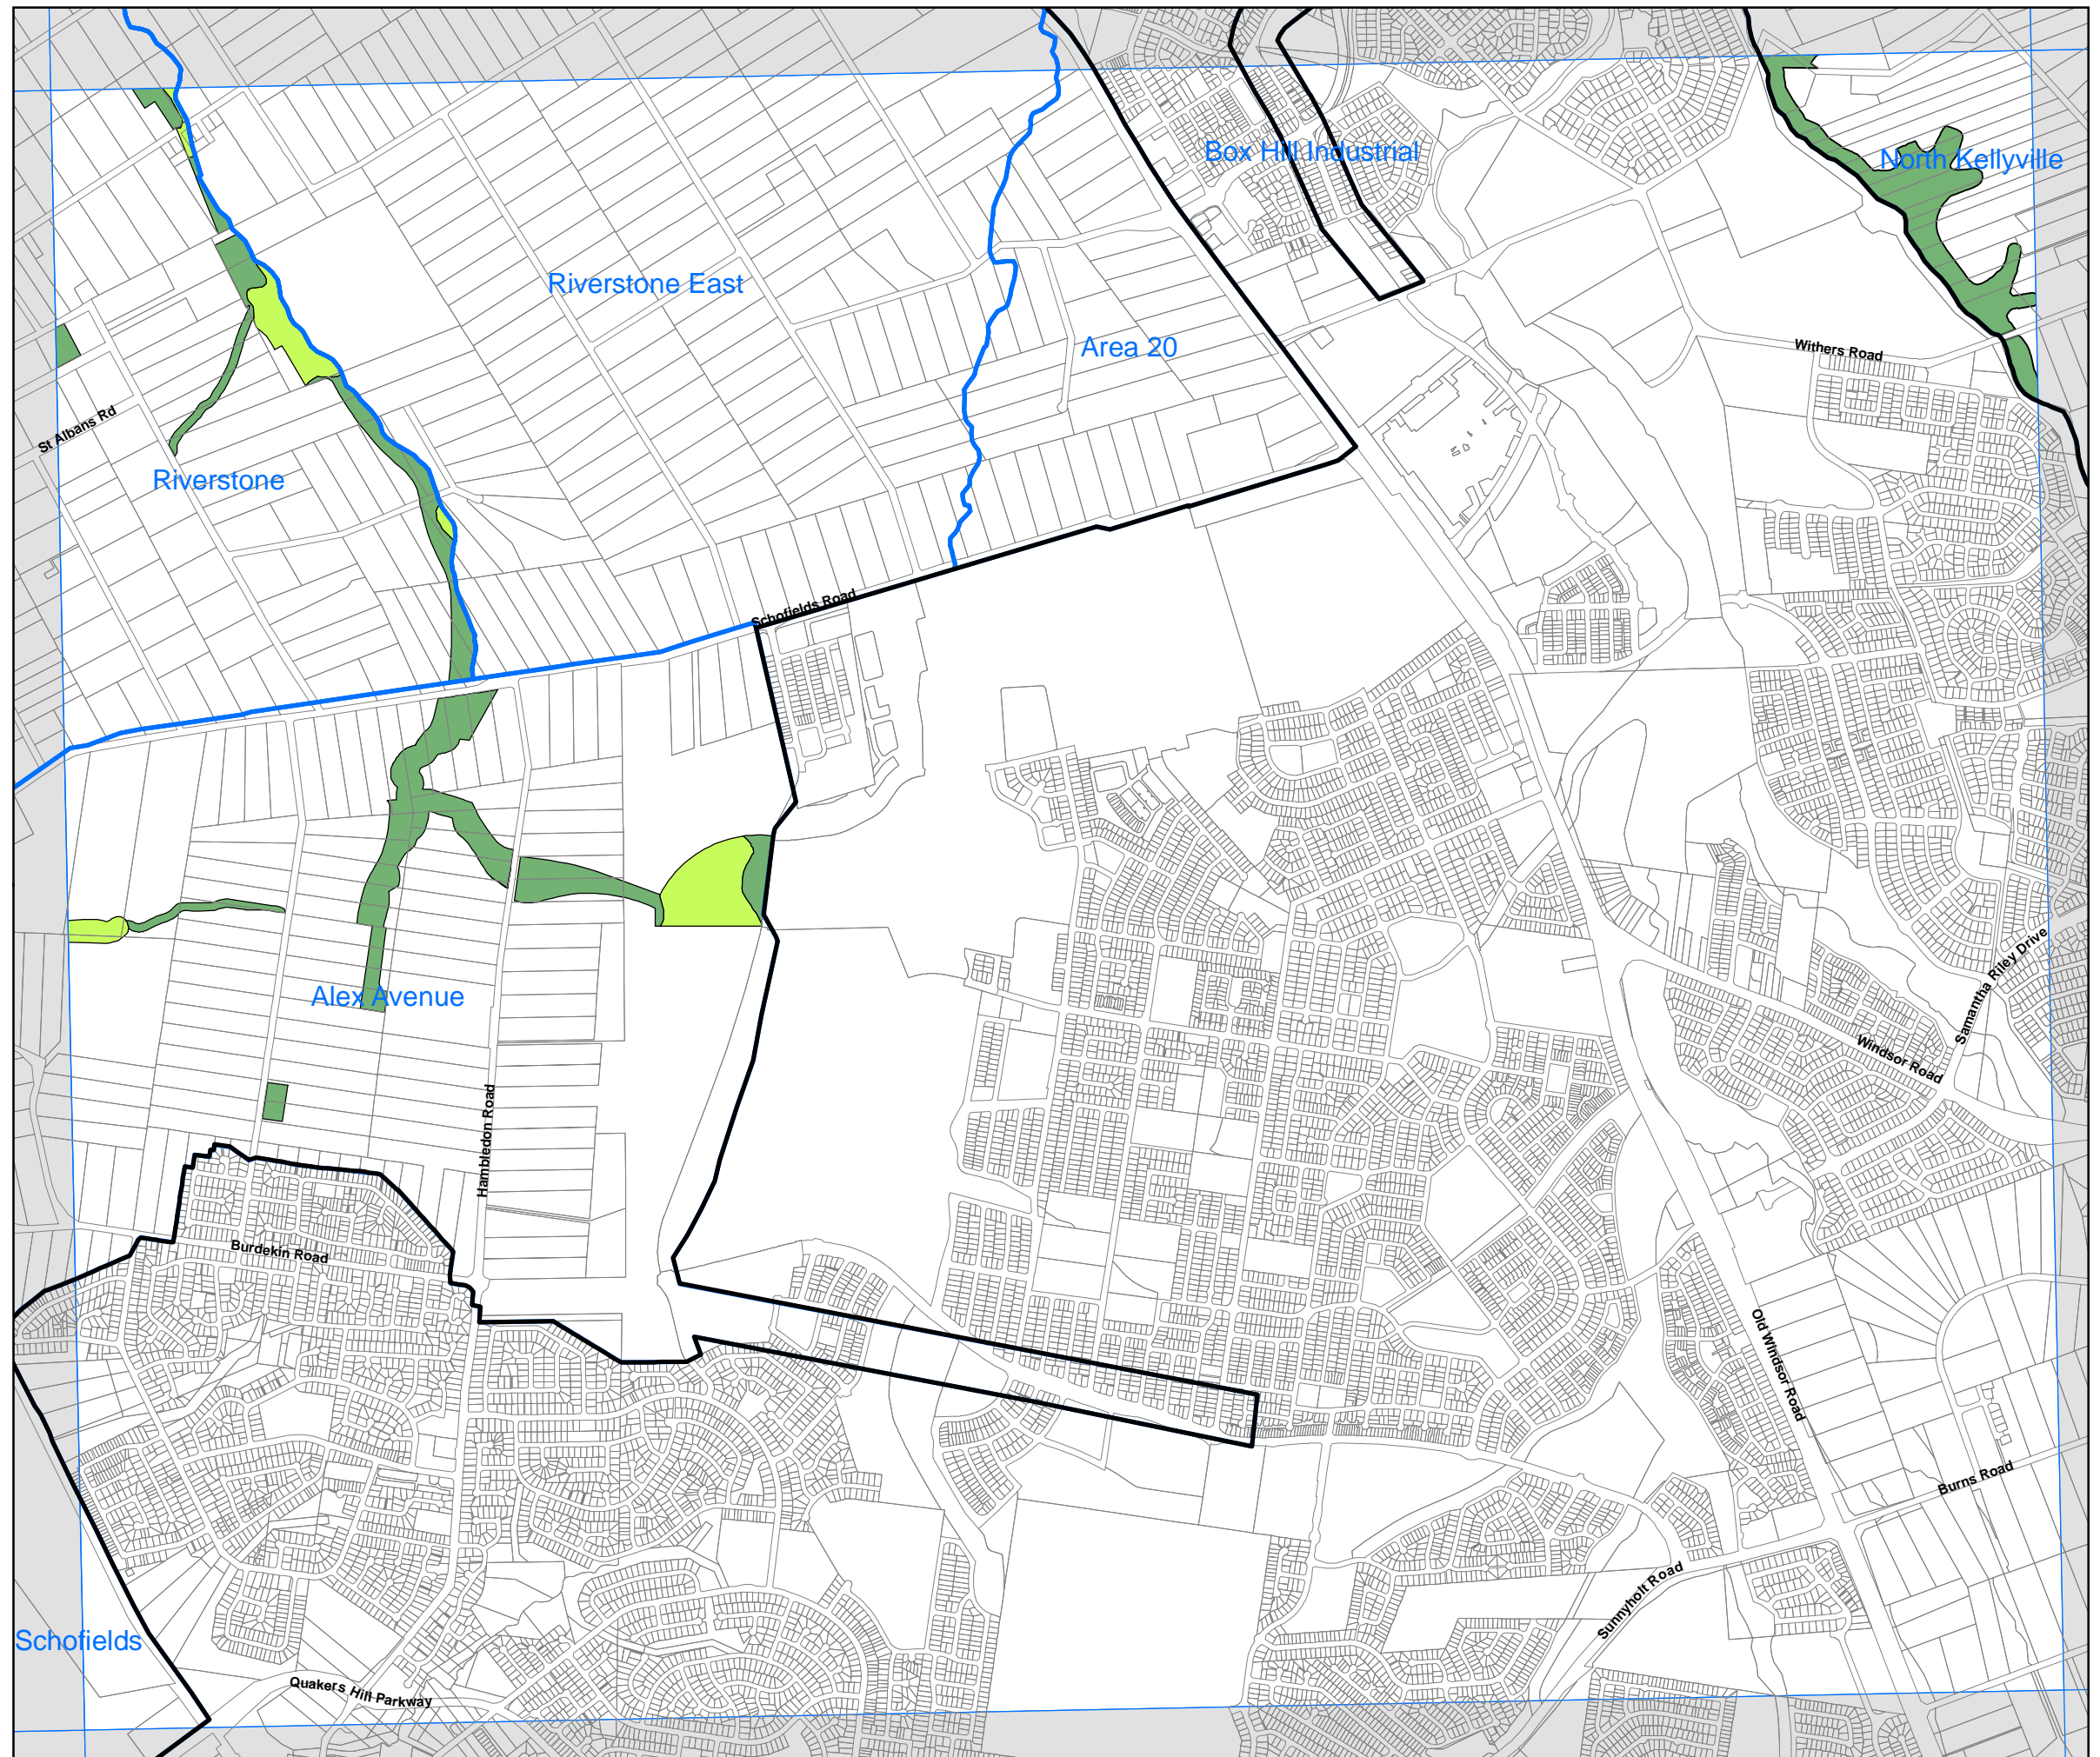 Box Hill Industrial
North Kellyville
Riverstone East
Area 20
Withers Road
St Albans Rd
Riverstone
Schofields Road
Samantha Riley Drive
Alex Avenue
Windsor Road
Hambledon Road
Burdekin Road
Old Windsor Road
Burns Road
Sunnyholt Road
Schofields
Quakers Hill Parkway